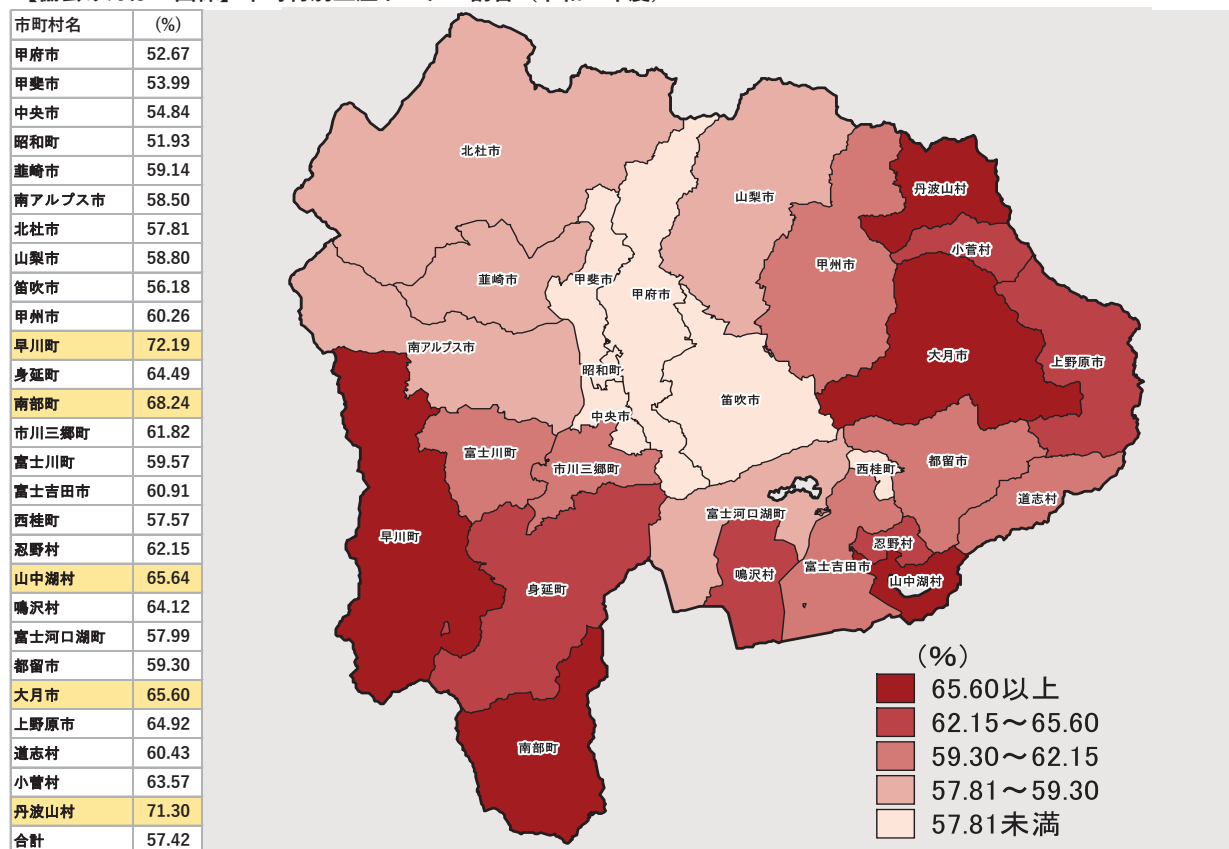 市町村名 (%)
甲府市 52.67
甲斐市 53.99
中央市 54.84
昭和町 51.93
韮崎市 59.14
南アルプス市 58.50
北杜市 57.81
山梨市 58.80
笛吹市 56.18
甲州市 60.26
早川町 72.19
身延町 64.49
南部町 68.24
市川三郷町 61.82
富士川町 59.57
富士吉田市 60.91
西桂町 57.57
忍野村 62.15
山中湖村 65.64
鳴沢村 64.12
富士河口湖町 57.99
都留市 59.30
大月市 65.60
上野原市 64.92
道志村 60.43
小菅村 63.57
丹波山村 71.30
合計 57.42
北杜市
山梨市
丹波山村
小菅村
甲州市
韮崎市
甲斐市
甲府市
南アルプス市
大月市
上野原市
昭和町
笛吹市
中央市
富士川町
市川三郷町
西桂町
都留市
道志村
富士河口湖町
早川町
忍野村
鳴沢村
富士吉田市
山中湖村
身延町
南部町
(%)
65.60以上
62.15～65.60
59.30～62.15
57.81～59.30
57.81未満